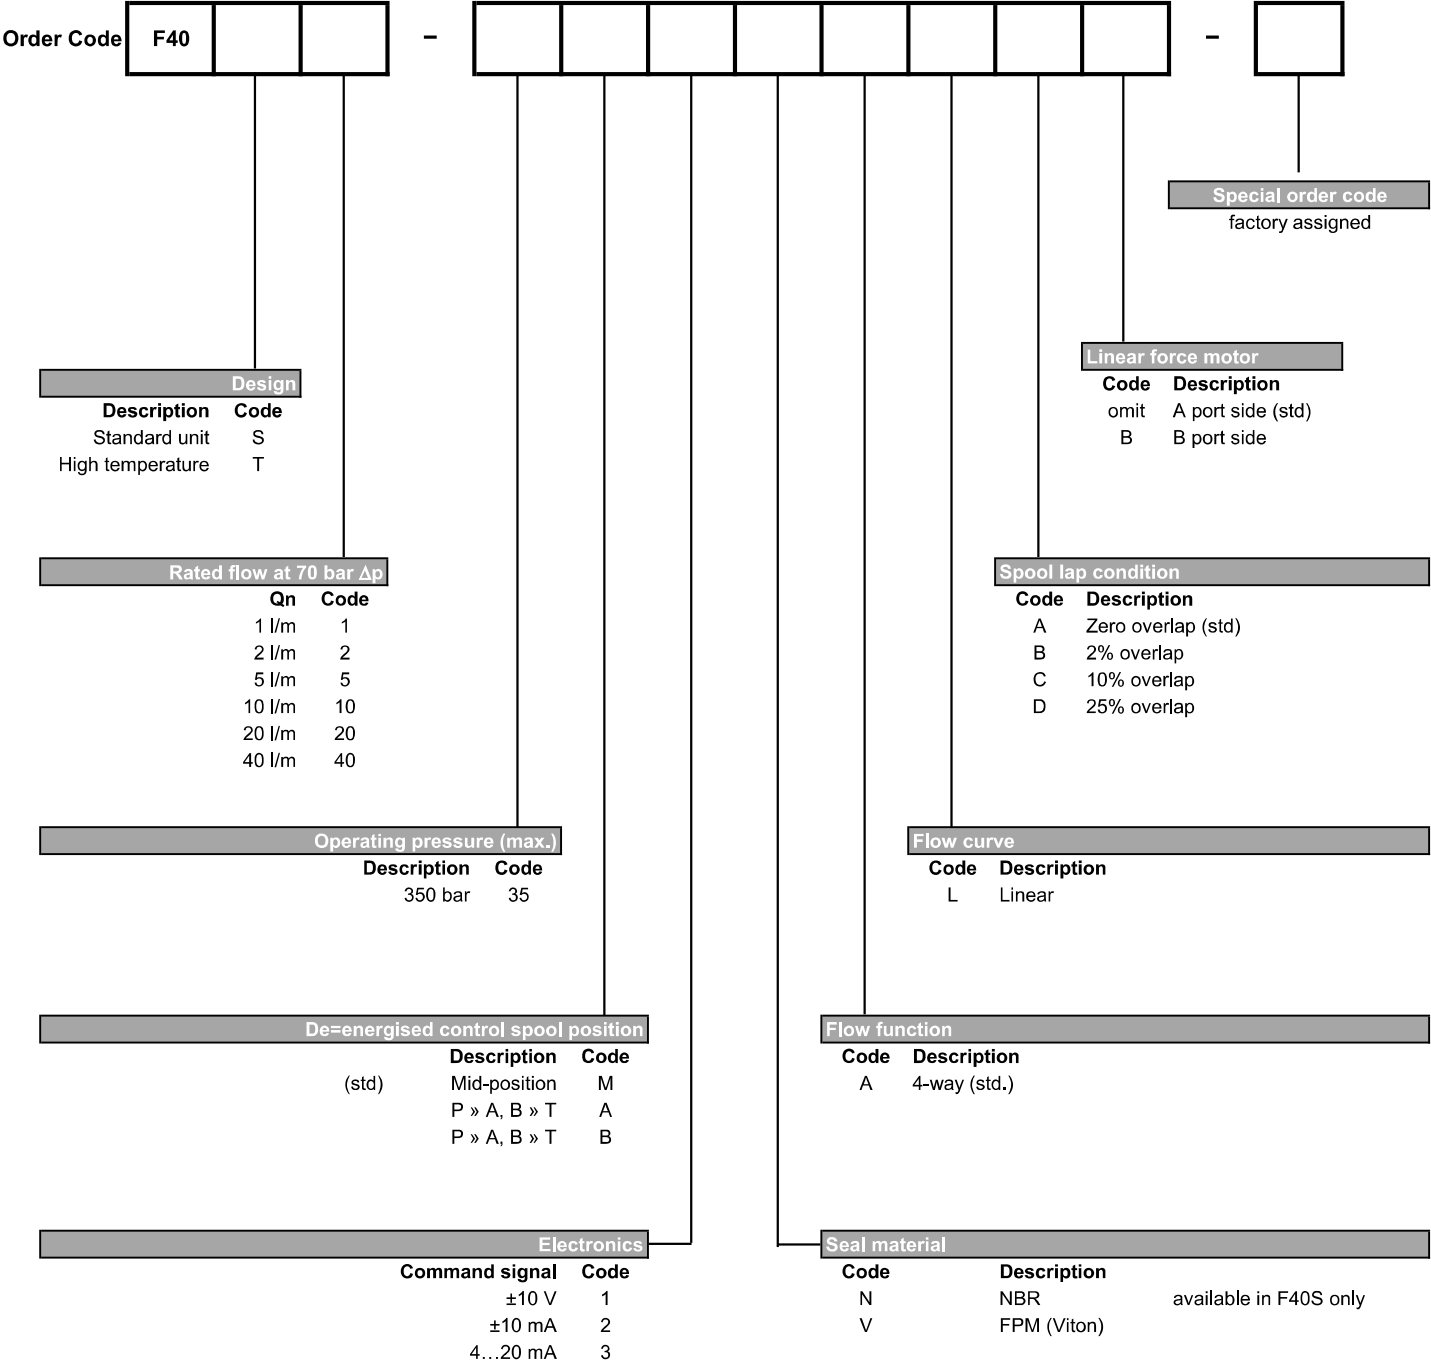 Order Code F40 – –
Special order code
factory assigned
Linear force motor
Code Description
omit A port side (std)
B B port side
Design
Description Code
Standard unit S
High temperature T
Rated flow at 70 bar Δp
Qn Code
1 l/m 1
2 l/m 2
5 l/m 5
10 l/m 10
20 l/m 20
40 l/m 40
Spool lap condition
Code Description
A Zero overlap (std)
B 2% overlap
C 10% overlap
D 25% overlap
Operating pressure (max.)
Description Code
350 bar 35
Flow curve
Code Description
L Linear
De=energised control spool position
Description Code
(std) Mid-position M
P » A, B » T A
P » A, B » T B
Flow function
Code Description
A 4-way (std.)
Electronics
Command signal Code
±10 V 1
±10 mA 2
4...20 mA 3
Seal material
Code Description
N NBR available in F40S only
V FPM (Viton)